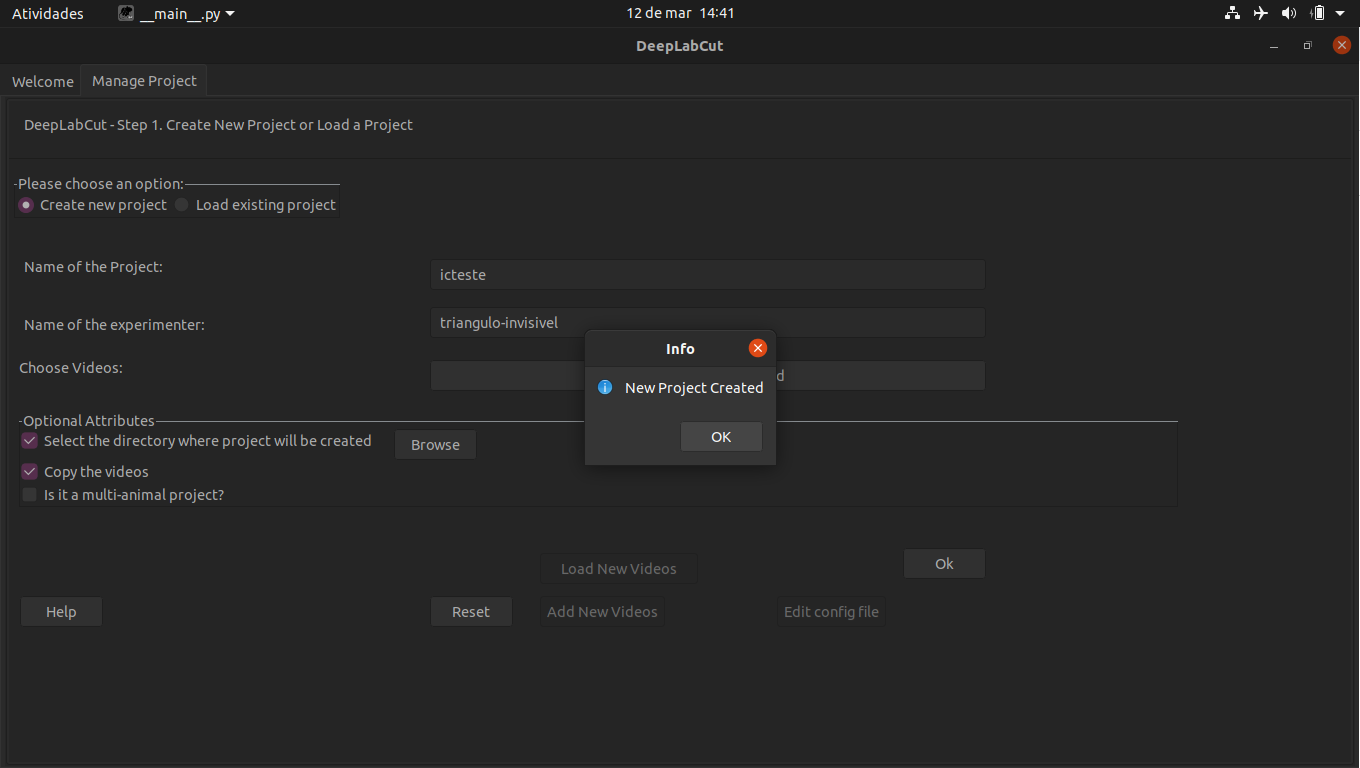 Atividades __main__.py 12 de mar 14:41
DeepLabCut
Welcome Manage Project
DeepLabCut - Step 1. Create New Project or Load a Project
Please choose an option:
Create new project Load existing project
Name of the Project: icteste
Name of the experimenter: triangulo-invisivel
Choose Videos: d
Info
New Project Created
OK
Optional Attributes
Select the directory where project will be created Browse
Copy the videos
Is it a multi-animal project?
Load New Videos Ok
Help Reset Add New Videos Edit config file